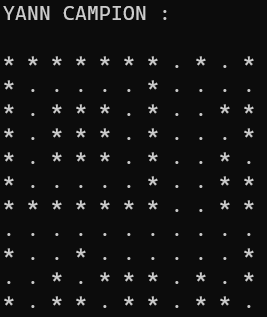 YANN CAMPION :
* * * * * * * . * . *
* . . . . . * . . . .
* . * * * . * . . * *
* . * * * . * . . . *
* . * * * . * . . * .
* . . . . . * . . * *
* * * * * * * . . * *
. . . . . . . . . . .
* . . * . . . . . . *
. . * . * * * . * . *
* . * * . * * . * * .